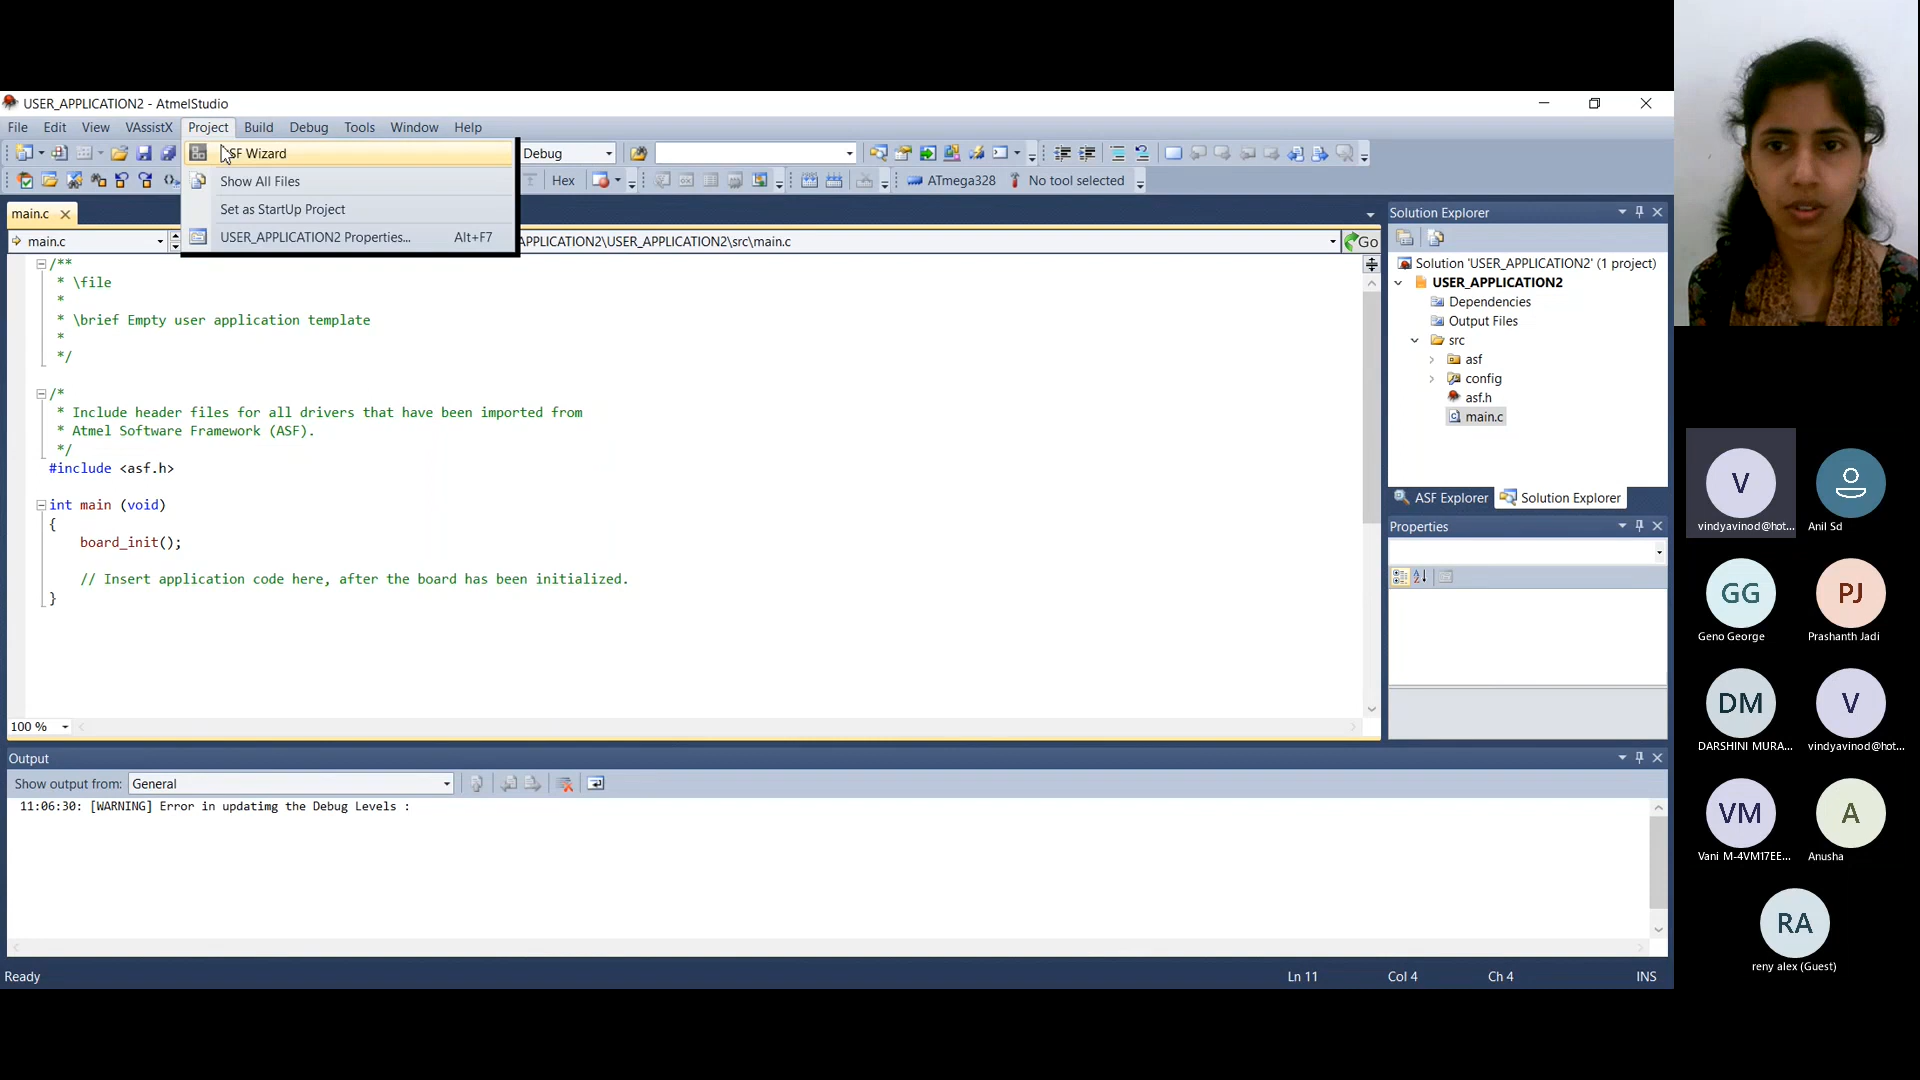 USER_APPLICATION2 - AtmelStudio
File Edit View VAssistX Project Build Debug Tools Window Help
ASF Wizard
Show All Files
Set as StartUp Project
USER_APPLICATION2 Properties... Alt+F7
Debug
Hex
ATmega328
No tool selected
main.c
main.c
APPLICATION2\USER_APPLICATION2\src\main.c
Go
/**
* \file
*
* \brief Empty user application template
*
*/
/*
* Include header files for all drivers that have been imported from
* Atmel Software Framework (ASF).
*/
#include <asf.h>
int main (void)
{
board_init();
// Insert application code here, after the board has been initialized.
}
100 %
Solution Explorer
Solution 'USER_APPLICATION2' (1 project)
USER_APPLICATION2
Dependencies
Output Files
src
asf
config
asf.h
main.c
ASF Explorer
Solution Explorer
Properties
Output
Show output from: General
11:06:30: [WARNING] Error in updatimg the Debug Levels :
Ready
Ln 11
Col 4
Ch 4
INS
V
vindyavinod@hot...
Anil Sd
GG
Geno George
PJ
Prashanth Jadi
DM
DARSHINI MURA...
V
vindyavinod@hot...
VM
Vani M-4VM17EE...
A
Anusha
RA
reny alex (Guest)